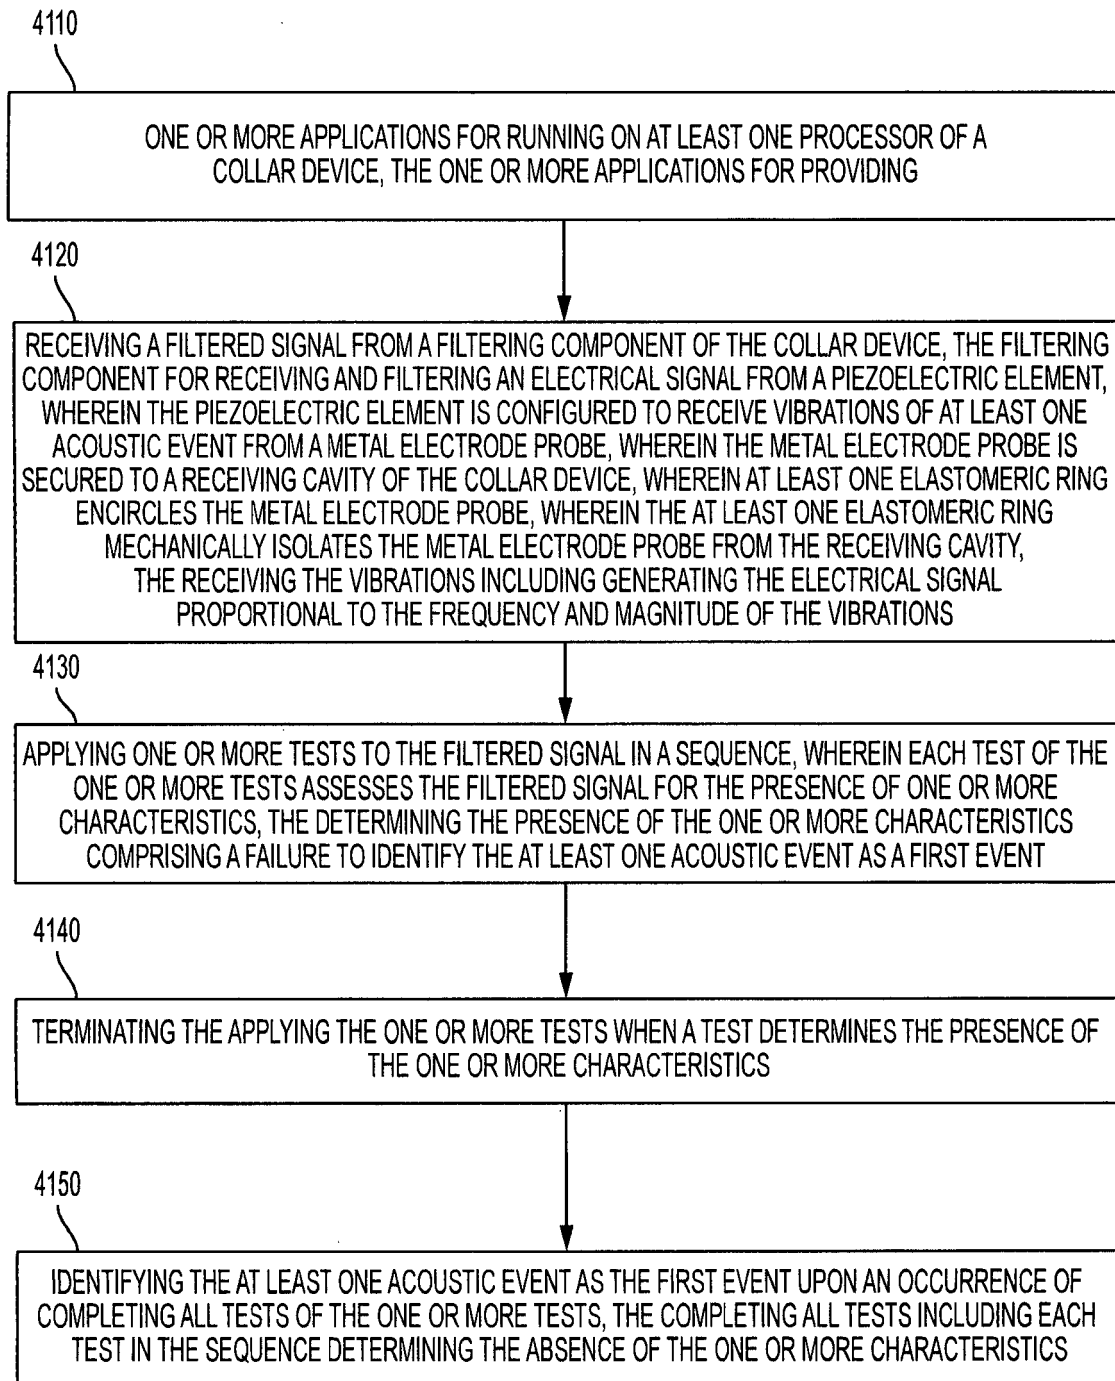 4110
ONE OR MORE APPLICATIONS FOR RUNNING ON AT LEAST ONE PROCESSOR OF A
COLLAR DEVICE, THE ONE OR MORE APPLICATIONS FOR PROVIDING
4120
RECEIVING A FILTERED SIGNAL FROM A FILTERING COMPONENT OF THE COLLAR DEVICE, THE FILTERING
COMPONENT FOR RECEIVING AND FILTERING AN ELECTRICAL SIGNAL FROM A PIEZOELECTRIC ELEMENT,
WHEREIN THE PIEZOELECTRIC ELEMENT IS CONFIGURED TO RECEIVE VIBRATIONS OF AT LEAST ONE
ACOUSTIC EVENT FROM A METAL ELECTRODE PROBE, WHEREIN THE METAL ELECTRODE PROBE IS
SECURED TO A RECEIVING CAVITY OF THE COLLAR DEVICE, WHEREIN AT LEAST ONE ELASTOMERIC RING
ENCIRCLES THE METAL ELECTRODE PROBE, WHEREIN THE AT LEAST ONE ELASTOMERIC RING
MECHANICALLY ISOLATES THE METAL ELECTRODE PROBE FROM THE RECEIVING CAVITY,
THE RECEIVING THE VIBRATIONS INCLUDING GENERATING THE ELECTRICAL SIGNAL
PROPORTIONAL TO THE FREQUENCY AND MAGNITUDE OF THE VIBRATIONS
4130
APPLYING ONE OR MORE TESTS TO THE FILTERED SIGNAL IN A SEQUENCE, WHEREIN EACH TEST OF THE
ONE OR MORE TESTS ASSESSES THE FILTERED SIGNAL FOR THE PRESENCE OF ONE OR MORE
CHARACTERISTICS, THE DETERMINING THE PRESENCE OF THE ONE OR MORE CHARACTERISTICS
COMPRISING A FAILURE TO IDENTIFY THE AT LEAST ONE ACOUSTIC EVENT AS A FIRST EVENT
4140
TERMINATING THE APPLYING THE ONE OR MORE TESTS WHEN A TEST DETERMINES THE PRESENCE OF
THE ONE OR MORE CHARACTERISTICS
4150
IDENTIFYING THE AT LEAST ONE ACOUSTIC EVENT AS THE FIRST EVENT UPON AN OCCURRENCE OF
COMPLETING ALL TESTS OF THE ONE OR MORE TESTS, THE COMPLETING ALL TESTS INCLUDING EACH
TEST IN THE SEQUENCE DETERMINING THE ABSENCE OF THE ONE OR MORE CHARACTERISTICS